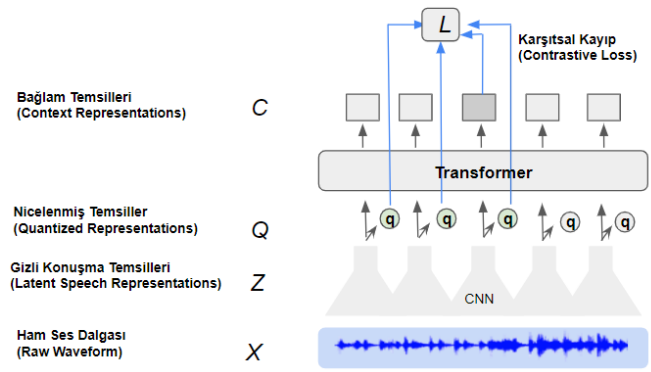 L
Karşıtsal Kayıp
(Contrastive Loss)
Bağlam Temsilleri
(Context Representations)
C
Transformer
Nicelenmiş Temsiller
(Quantized Representations)
Q
q q q q q
Gizli Konuşma Temsilleri
(Latent Speech Representations)
Z
CNN
Ham Ses Dalgası
(Raw Waveform)
X